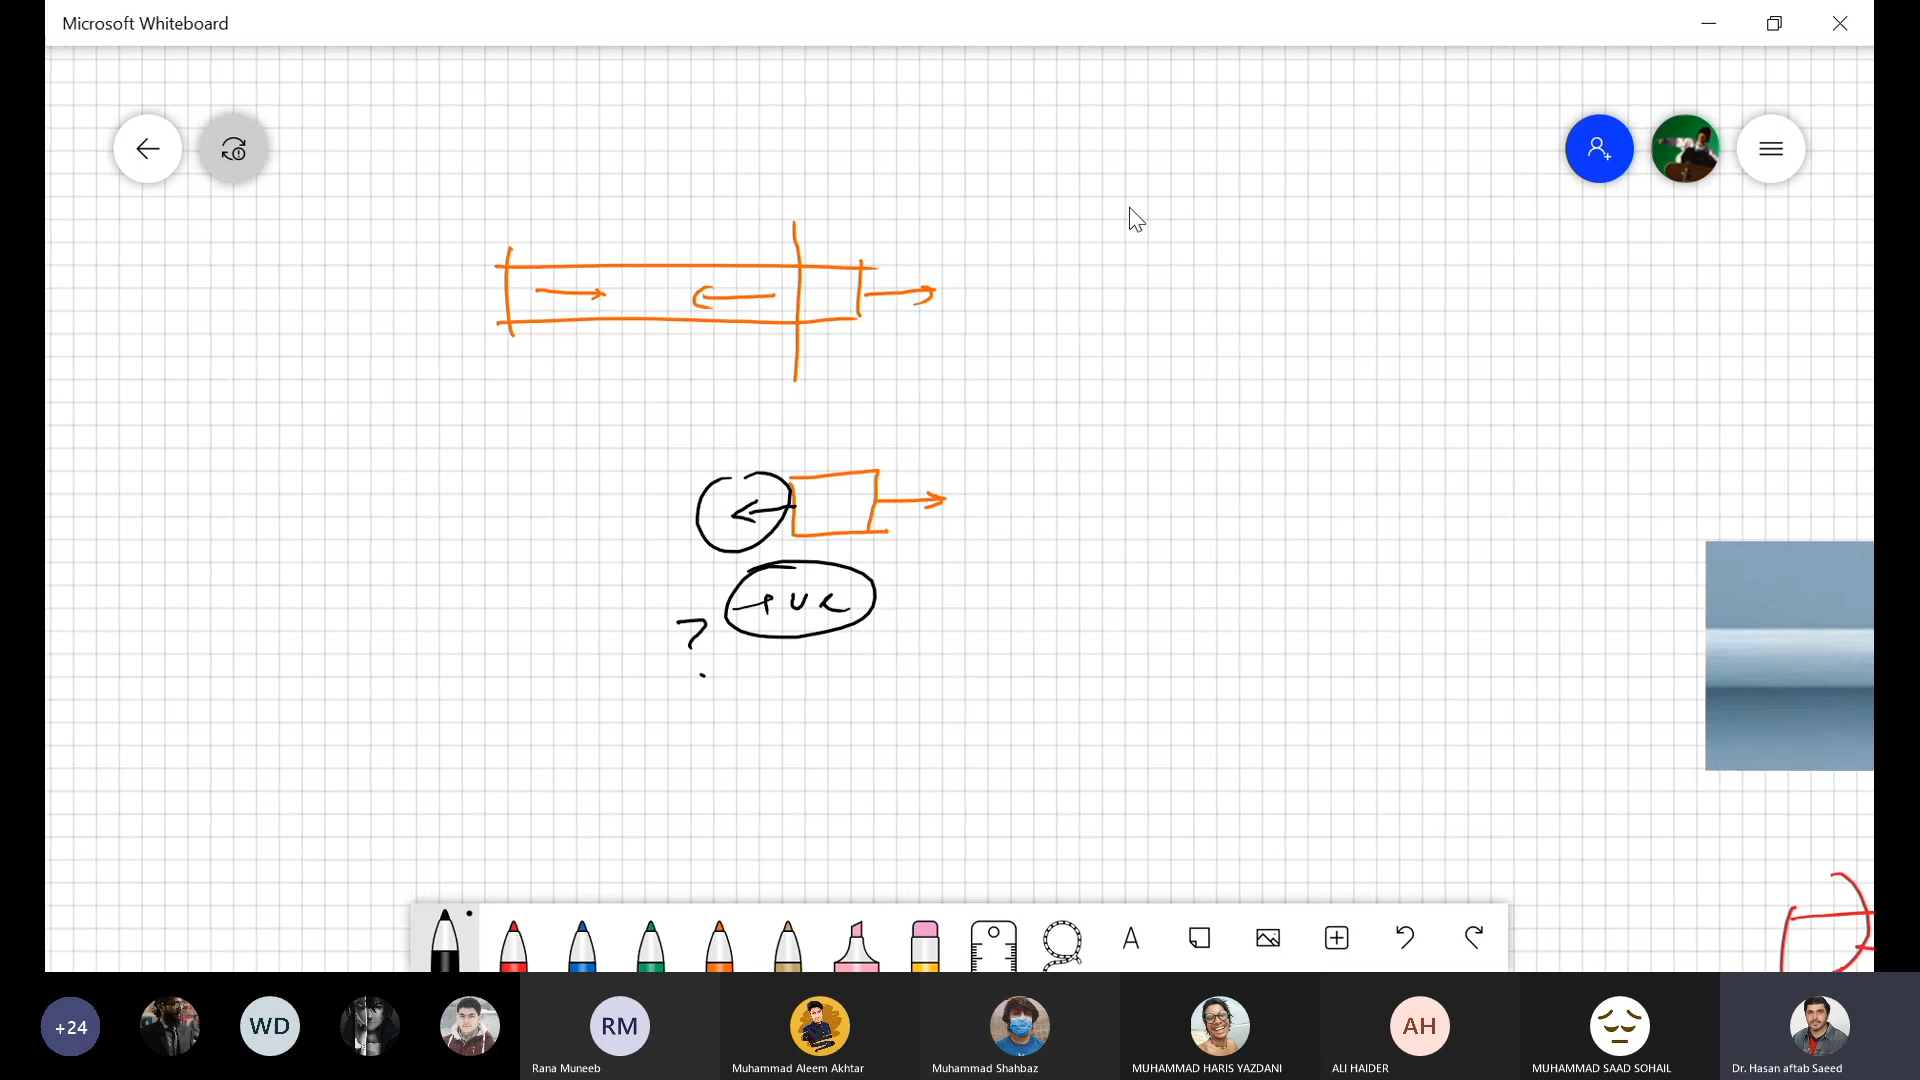 Microsoft Whiteboard
+ve
?
A
+24
WD
RM
AH
Rana Muneeb
Muhammad Aleem Akhtar
Muhammad Shahbaz
MUHAMMAD HARIS YAZDANI
ALI HAIDER
MUHAMMAD SAAD SOHAIL
Dr. Hasan aftab Saeed